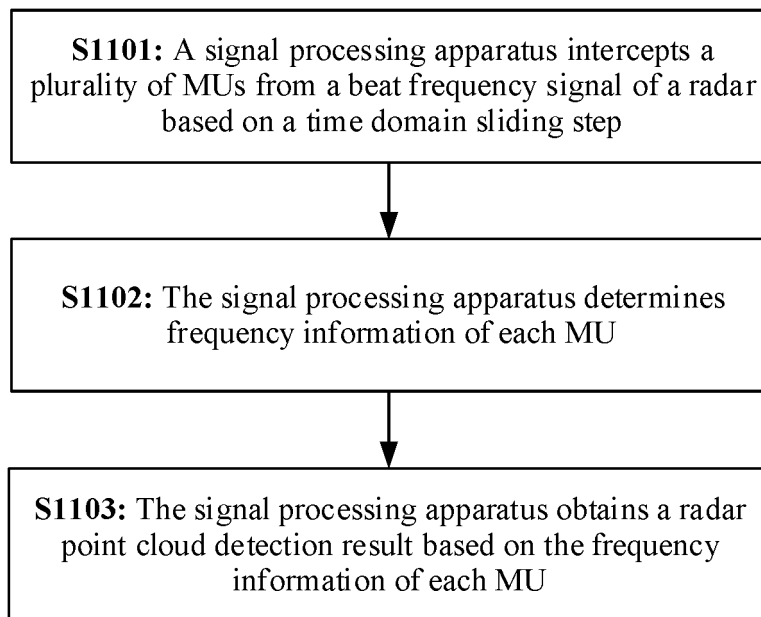 S1101: A signal processing apparatus intercepts a
plurality of MUs from a beat frequency signal of a radar
based on a time domain sliding step
S1102: The signal processing apparatus determines
frequency information of each MU
S1103: The signal processing apparatus obtains a radar
point cloud detection result based on the frequency
information of each MU